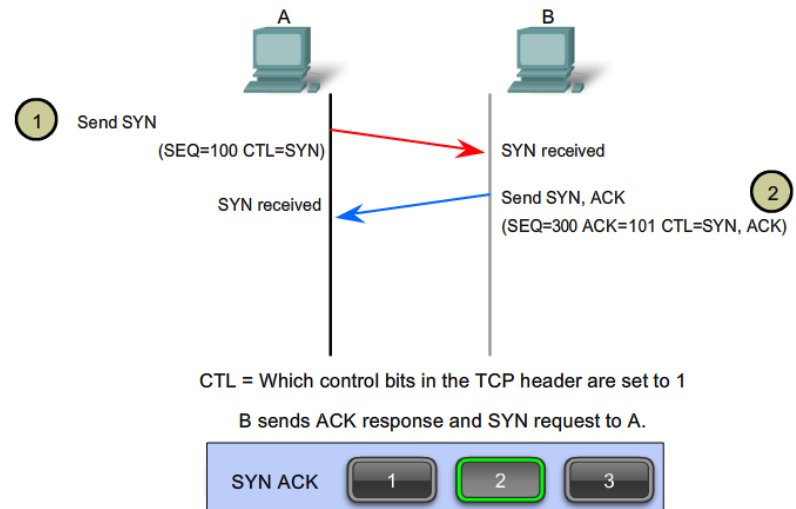 A
B
1
Send SYN
(SEQ=100 CTL=SYN)
SYN received
SYN received
Send SYN, ACK
2
(SEQ=300 ACK=101 CTL=SYN, ACK)
CTL = Which control bits in the TCP header are set to 1
B sends ACK response and SYN request to A.
SYN ACK 1 2 3